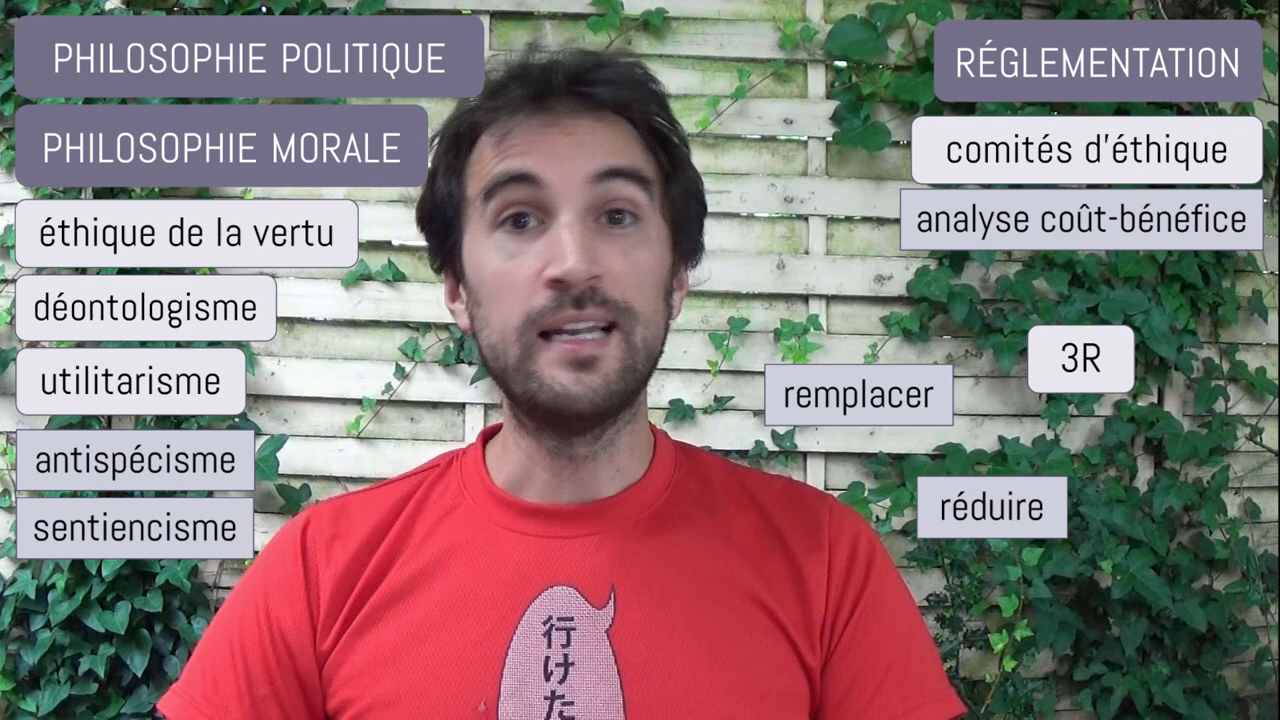 PHILOSOPHIE POLITIQUE
PHILOSOPHIE MORALE
éthique de la vertu
déontologisme
utilitarisme
antispécisme
sentiencisme
RÉGLEMENTATION
comités d'éthique
analyse coût-bénéfice
3R
remplacer
réduire
行けた